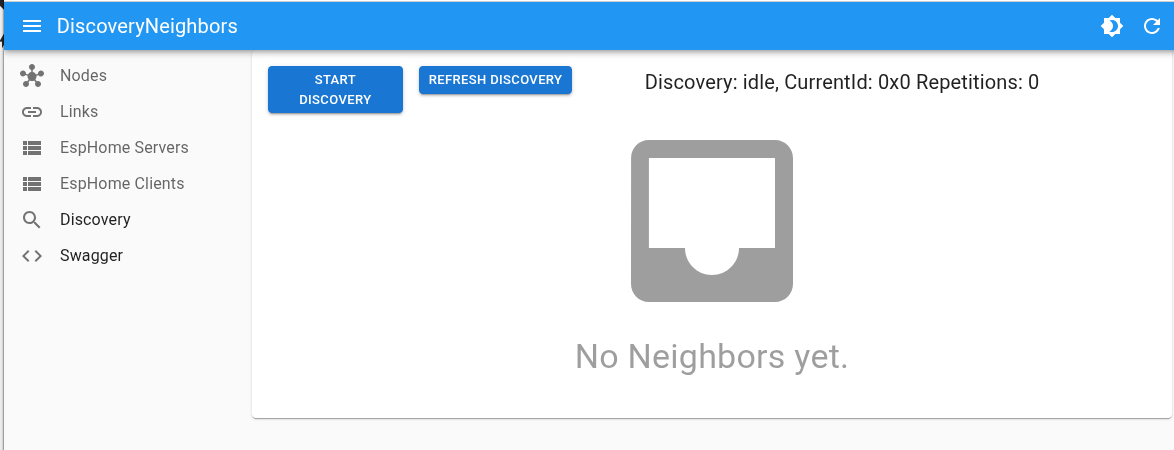 DiscoveryNeighbors
Nodes
Links
EspHome Servers
EspHome Clients
Discovery
Swagger
START
DISCOVERY
REFRESH DISCOVERY
Discovery: idle, CurrentId: 0x0 Repetitions: 0
No Neighbors yet.